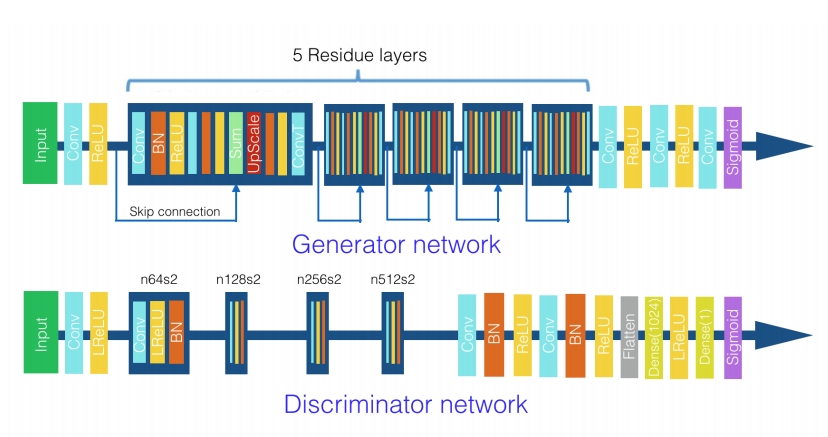 5 Residue layers
Input
Conv
ReLU
Conv
BN
ReLU
Sum
UpScale
ConvT
Conv
ReLU
Conv
ReLU
Conv
Sigmoid
Skip connection
Generator network
n64s2
n128s2
n256s2
n512s2
Input
Conv
LReLU
Conv
LReLU
BN
Conv
BN
ReLU
Conv
BN
ReLU
Flatten
Dense(1024)
LReLU
Dense(1)
Sigmoid
Discriminator network